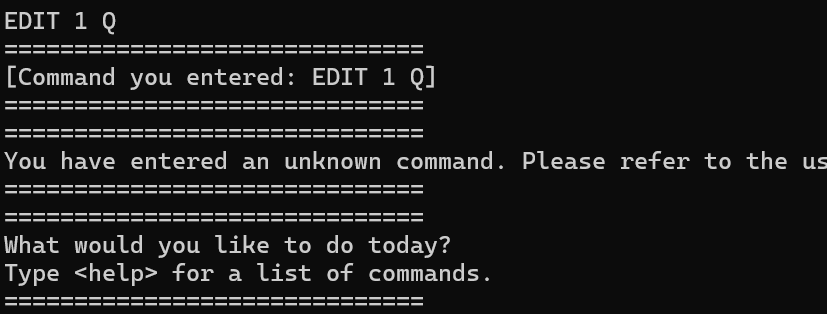 EDIT 1 Q
==============================
[Command you entered: EDIT 1 Q]
==============================
==============================
You have entered an unknown command. Please refer to the us
==============================
==============================
What would you like to do today?
Type <help> for a list of commands.
==============================